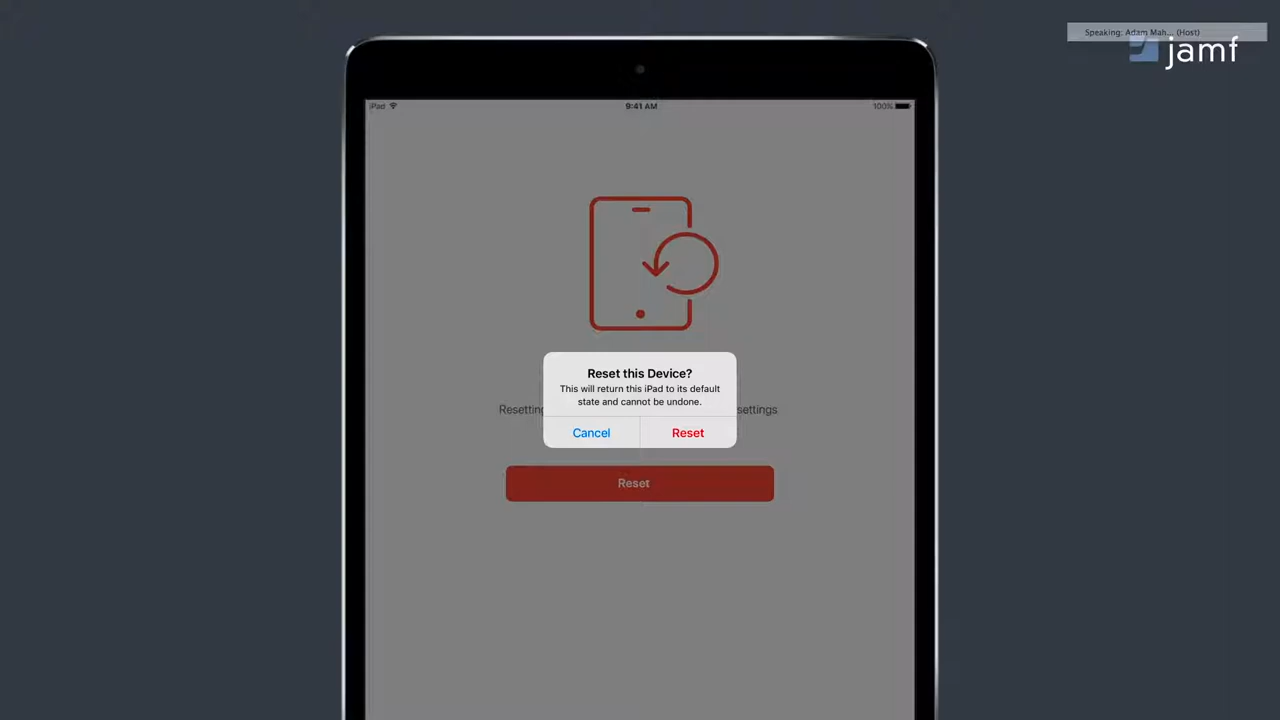 Speaking: Adam Mah... (Host)
jamf
iPad
9:41 AM
100%
Reset this Device?
This will return this iPad to its default
state and cannot be undone.
Resetting
settings
Cancel
Reset
Reset